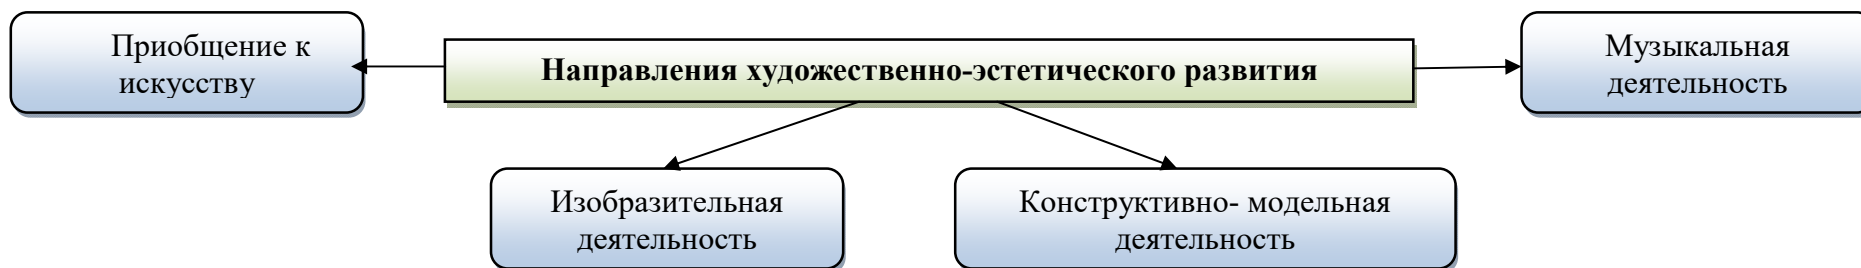 Приобщение к
искусству
Направления художественно-эстетического развития
Музыкальная
деятельность
Изобразительная
деятельность
Конструктивно- модельная
деятельность